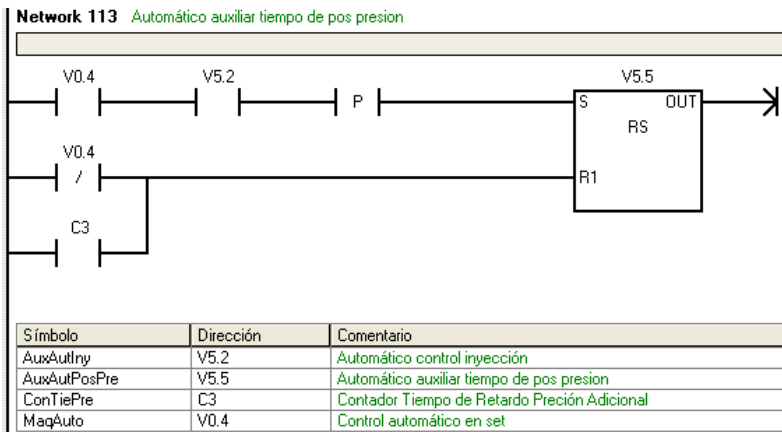 Network 113 Automático auxiliar tiempo de pos presion
V0.4 V5.2 V5.5
P S OUT
RS
V0.4
/ R1
C3
Símbolo Dirección Comentario
AuxAutIny V5.2 Automático control inyección
AuxAutPosPre V5.5 Automático auxiliar tiempo de pos presion
ConTiePre C3 Contador Tiempo de Retardo Preción Adicional
MaqAuto V0.4 Control automático en set